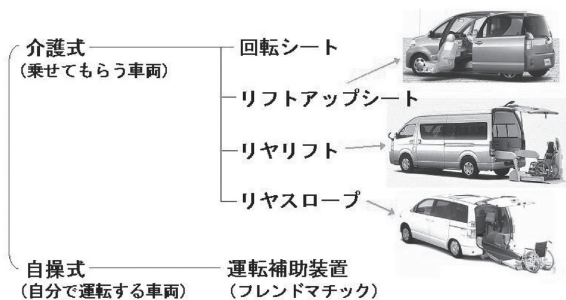 介護式
(乗せてもらう車両)
回転シート
リフトアップシート
リヤリフト
リヤスロープ
自操式
(自分で運転する車両)
運転補助装置
(フレンドマチック)